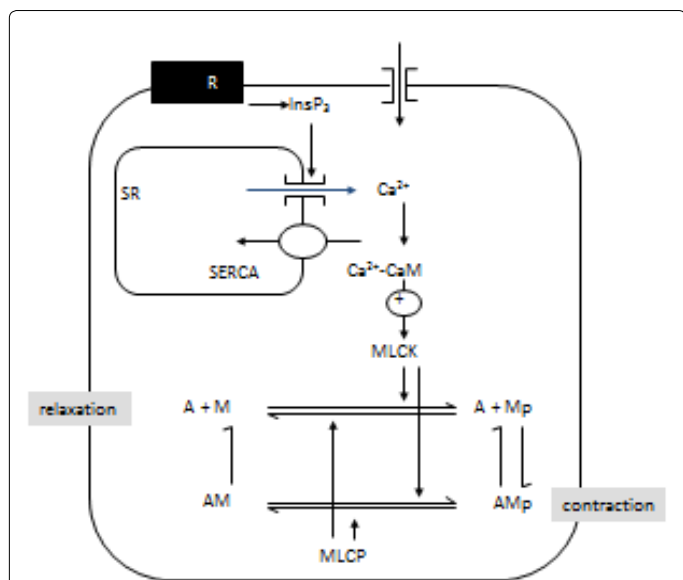 R
InsP₃
SR
Ca²⁺
SERCA
Ca²⁺-CaM
+
MLCK
relaxation
A + M
A + Mp
AM
AMp
contraction
MLCP